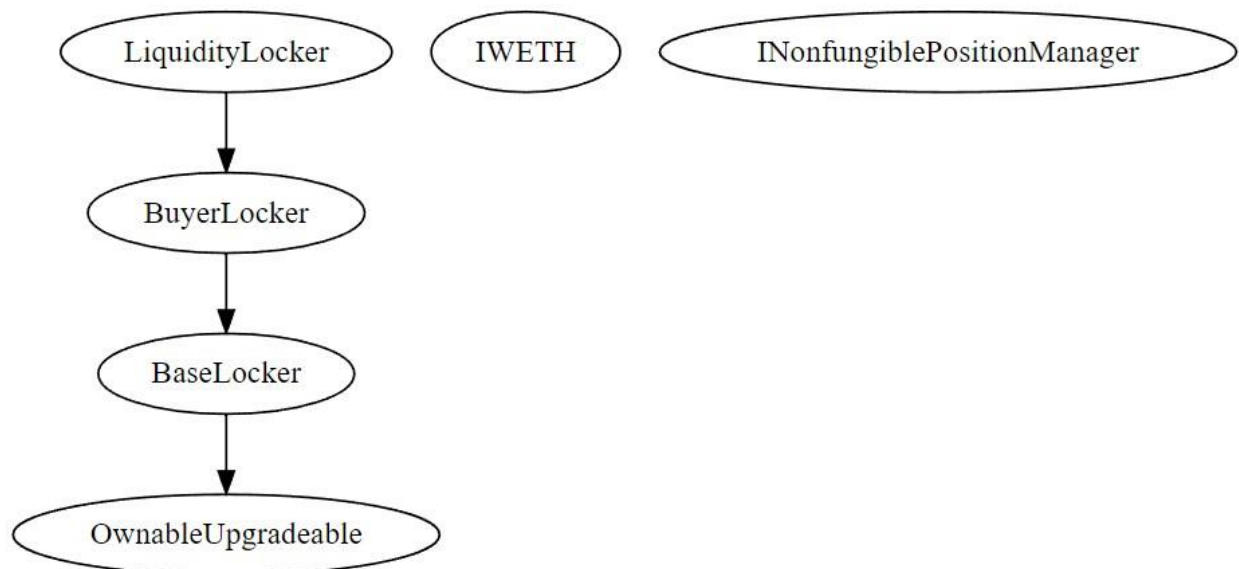 LiquidityLocker
IWETH
INonfungiblePositionManager
BuyerLocker
BaseLocker
OwnableUpgradeable